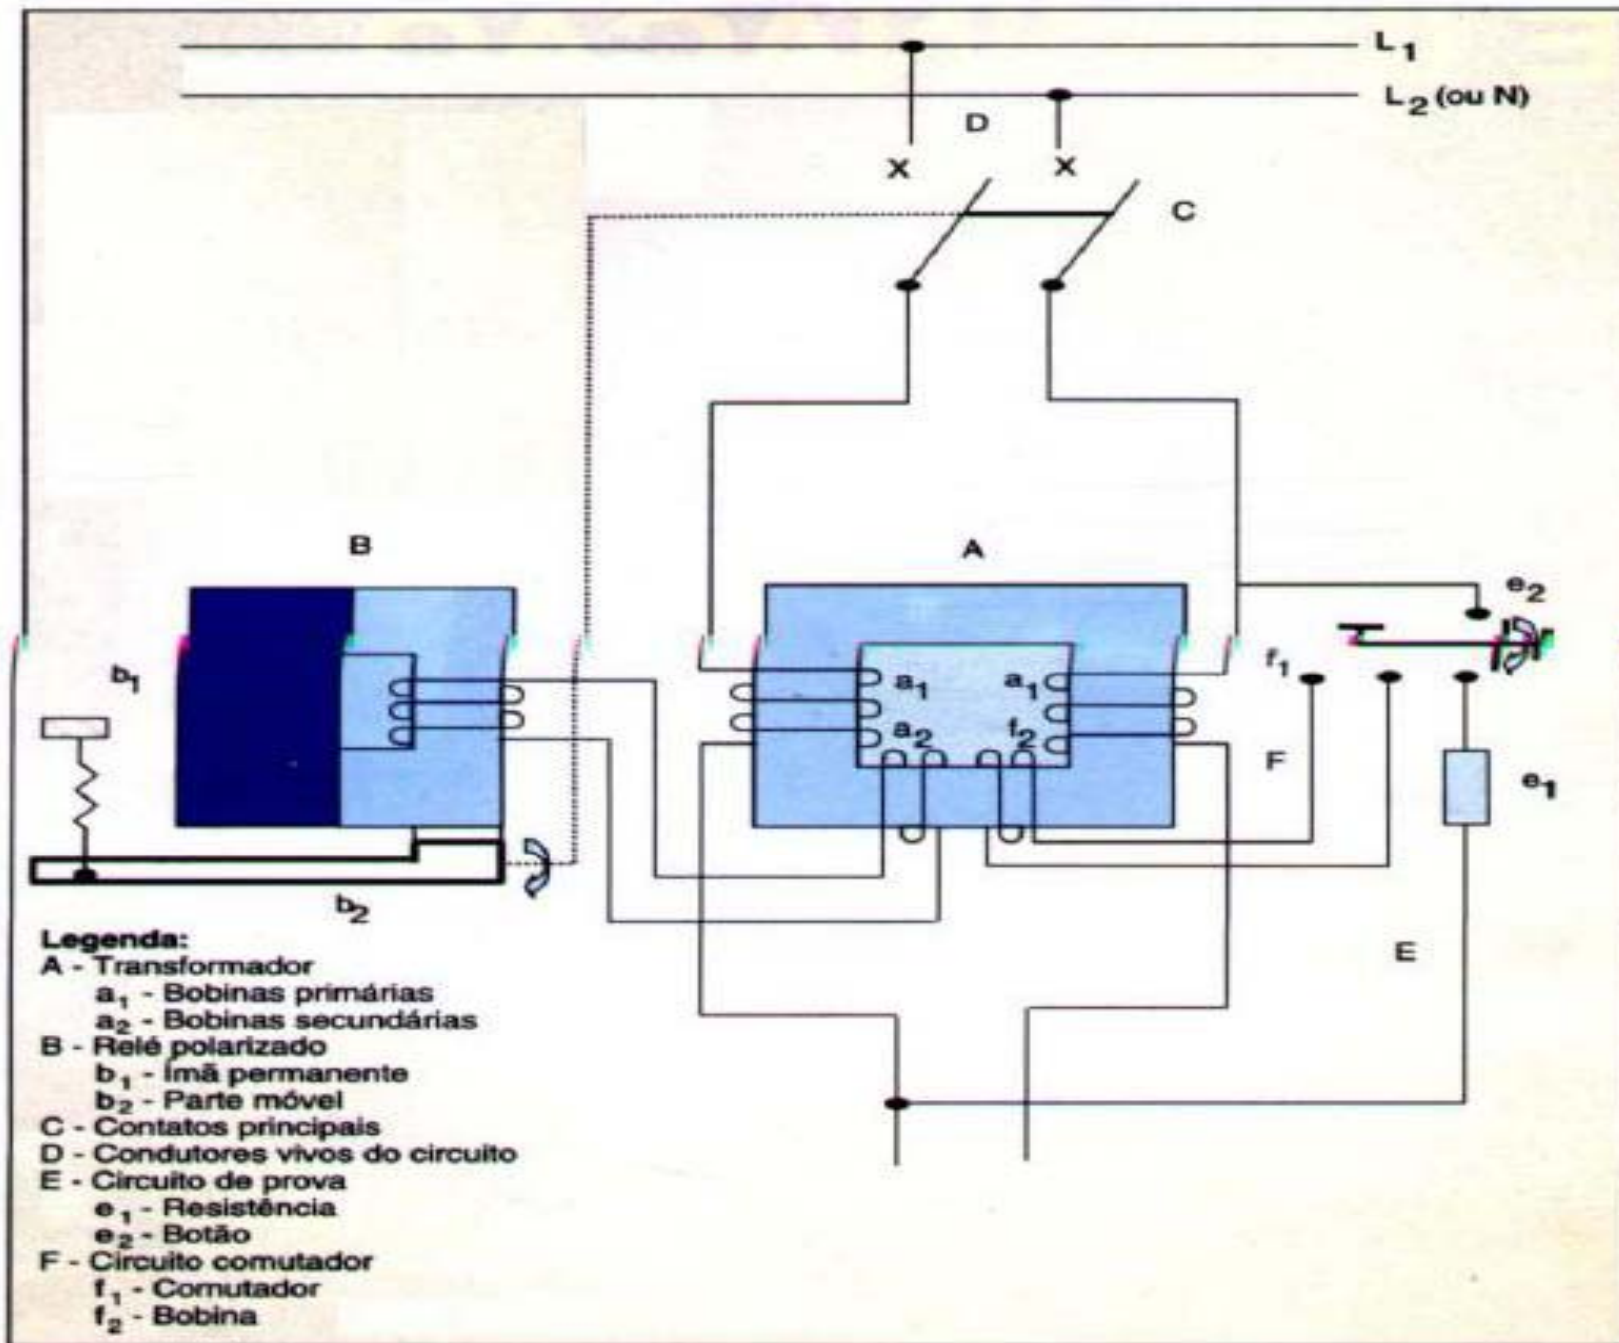 L1
L2 (ou N)
D
X X
C
B
A
e2
b1
a1 a1
f1
a2 f2
F
e1
b2
E
Legenda:
A - Transformador
a1 - Bobinas primárias
a2 - Bobinas secundárias
B - Relé polarizado
b1 - Ímã permanente
b2 - Parte móvel
C - Contatos principais
D - Condutores vivos do circuito
E - Circuito de prova
e1 - Resistência
e2 - Botão
F - Circuito comutador
f1 - Comutador
f2 - Bobina